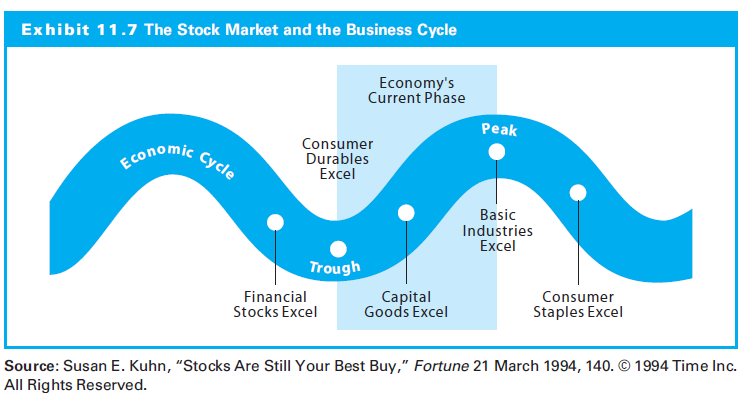 Exhibit 11.7 The Stock Market and the Business Cycle
Economy's
Current Phase
Economic Cycle
Consumer
Durables
Excel
Peak
Trough
Basic
Industries
Excel
Financial
Stocks Excel
Capital
Goods Excel
Consumer
Staples Excel
Source: Susan E. Kuhn, “Stocks Are Still Your Best Buy,” Fortune 21 March 1994, 140. © 1994 Time Inc.
All Rights Reserved.